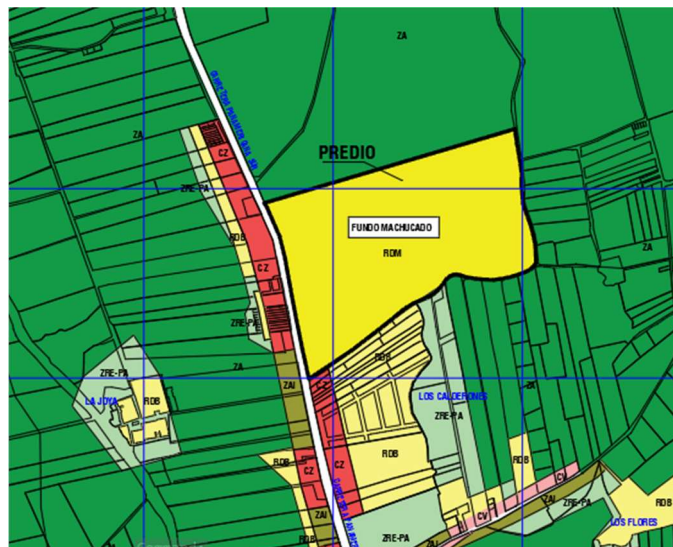 ZA
ZA
PREDIO
CZ
ZRE-PA
FUNDO MACHUCADO
RDB
RDM
ZA
CZ
ZRE-PA
ZA
RDB
ZRE-PA
ZAI
CZ
ZA
LA JOYA
RDB
LOS CALDERONES
ZRE-PA
RDB
RDB
RDB
CZ
CZ
CV
ZAI
ZRE-PA
RDB
ZAI
CV
LOS FLORES
RDB
ZRE-PA
ZAI